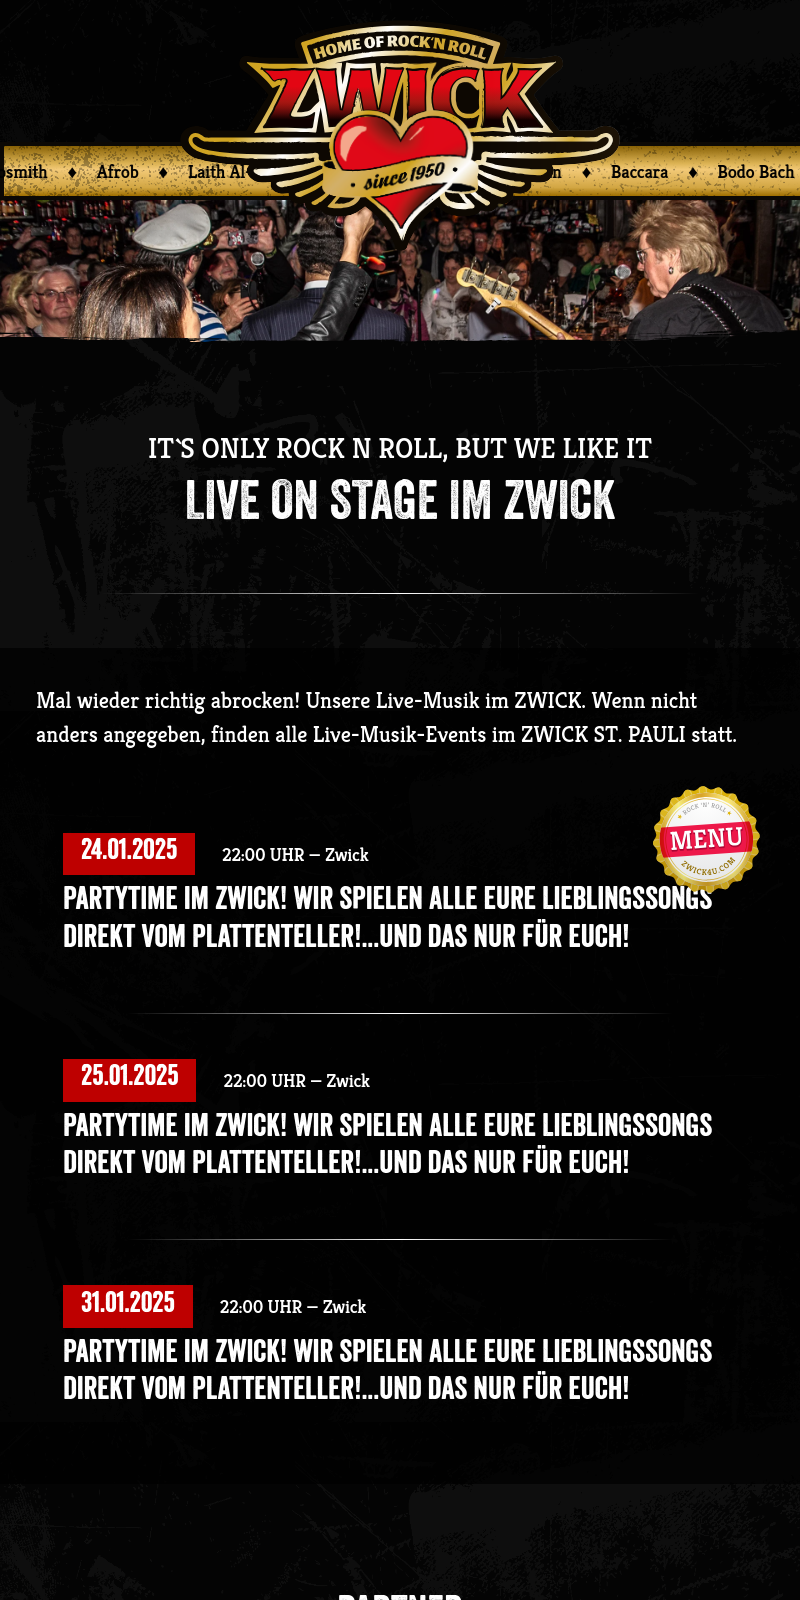 HOME OF ROCK'N ROLL
ZWICK
since 1950
Afrob ♦ Laith Al
♦ Baccara ♦ Bodo Bach
IT`S ONLY ROCK N ROLL, BUT WE LIKE IT
LIVE ON STAGE IM ZWICK
Mal wieder richtig abrocken! Unsere Live-Musik im ZWICK. Wenn nicht
anders angegeben, finden alle Live-Musik-Events im ZWICK ST. PAULI statt.
ROCK 'N' ROLL
MENU
ZWICK4U.COM
24.01.2025 22:00 UHR – Zwick
PARTYTIME IM ZWICK! WIR SPIELEN ALLE EURE LIEBLINGSSONGS
DIREKT VOM PLATTENTELLER!...UND DAS NUR FÜR EUCH!
25.01.2025 22:00 UHR – Zwick
PARTYTIME IM ZWICK! WIR SPIELEN ALLE EURE LIEBLINGSSONGS
DIREKT VOM PLATTENTELLER!...UND DAS NUR FÜR EUCH!
31.01.2025 22:00 UHR – Zwick
PARTYTIME IM ZWICK! WIR SPIELEN ALLE EURE LIEBLINGSSONGS
DIREKT VOM PLATTENTELLER!...UND DAS NUR FÜR EUCH!
PARTNER